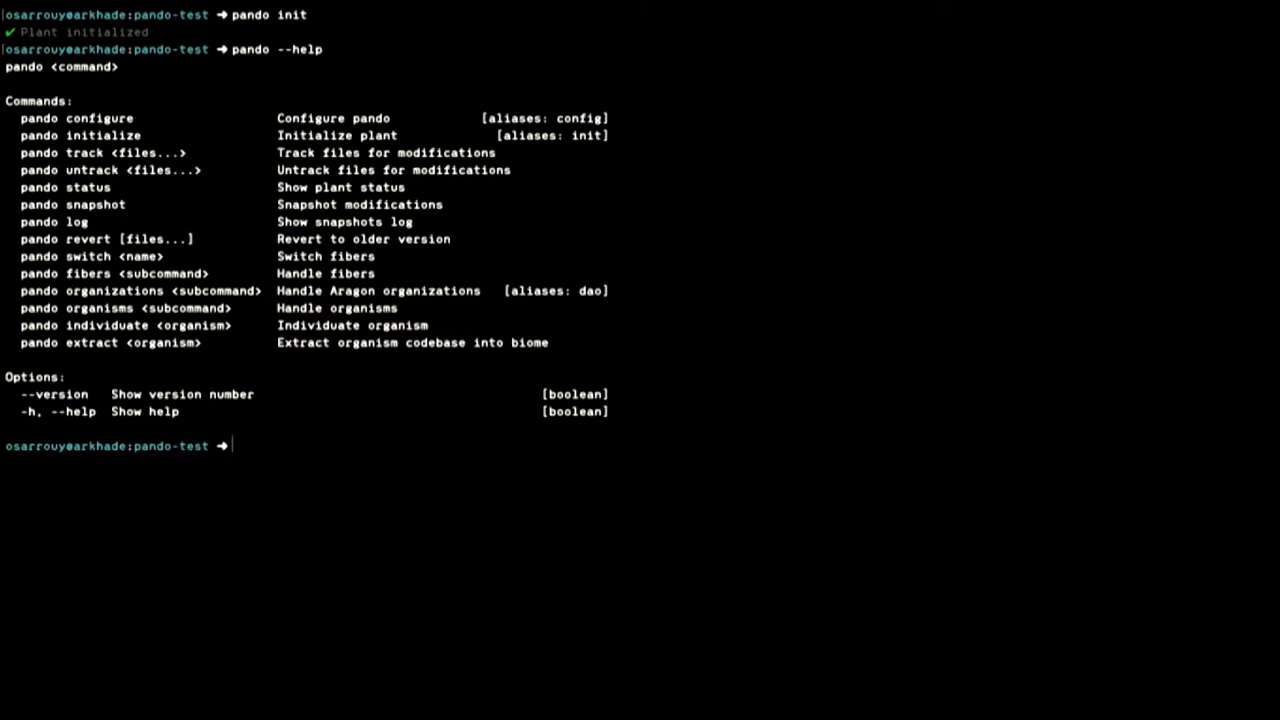 osarrouy@arkhade:pando-test ➜ pando init
✔ Plant initialized
osarrouy@arkhade:pando-test ➜ pando --help
pando <command>
Commands:
pando configure Configure pando [aliases: config]
pando initialize Initialize plant [aliases: init]
pando track <files...> Track files for modifications
pando untrack <files...> Untrack files for modifications
pando status Show plant status
pando snapshot Snapshot modifications
pando log Show snapshots log
pando revert [files...] Revert to older version
pando switch <name> Switch fibers
pando fibers <subcommand> Handle fibers
pando organizations <subcommand> Handle Aragon organizations [aliases: dao]
pando organisms <subcommand> Handle organisms
pando individuate <organism> Individuate organism
pando extract <organism> Extract organism codebase into biome
Options:
--version Show version number [boolean]
-h, --help Show help [boolean]
osarrouy@arkhade:pando-test ➜